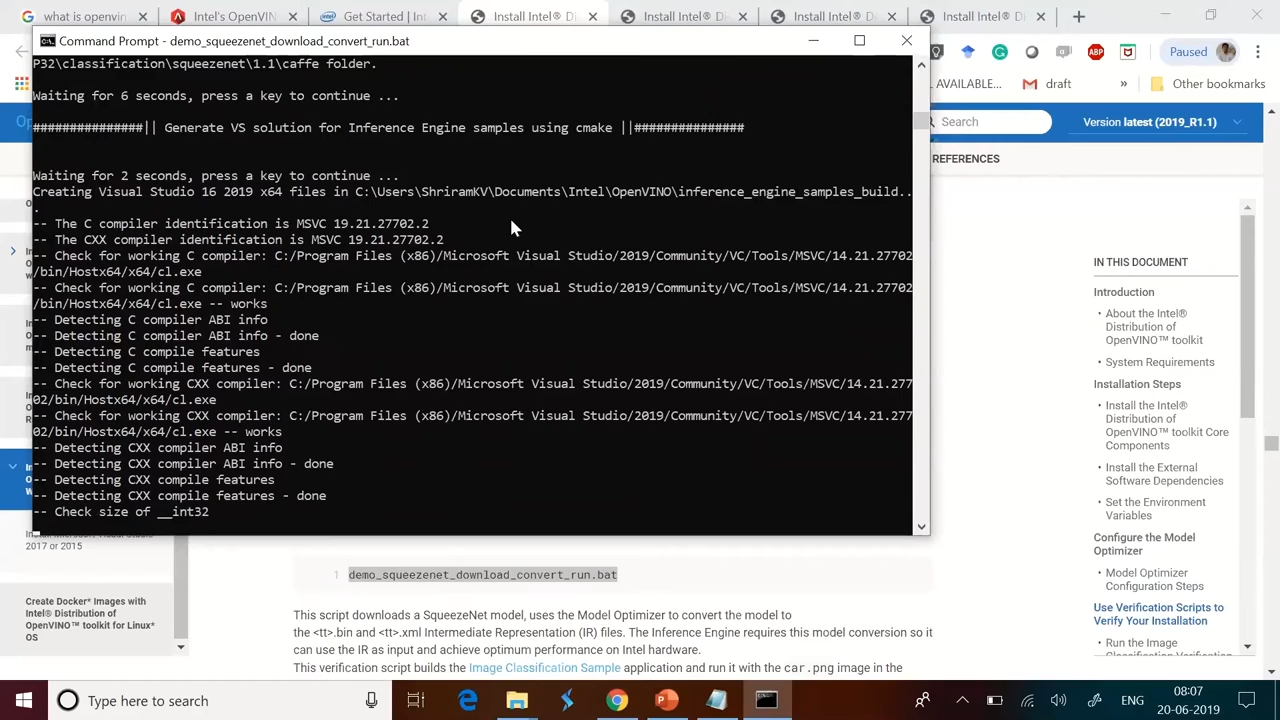 what is openvin
Intel's OpenVIN
Get Started | Int
Install Intel® Di
Install Intel® Di
Install Intel® Di
Install Intel® Di
Command Prompt - demo_squeezenet_download_convert_run.bat
P32\classification\squeezenet\1.1\caffe folder.
Waiting for 6 seconds, press a key to continue ...
###############|| Generate VS solution for Inference Engine samples using cmake ||###############
Waiting for 2 seconds, press a key to continue ...
Creating Visual Studio 16 2019 x64 files in C:\Users\ShriramKV\Documents\Intel\OpenVINO\inference_engine_samples_build..
.
-- The C compiler identification is MSVC 19.21.27702.2
-- The CXX compiler identification is MSVC 19.21.27702.2
-- Check for working C compiler: C:/Program Files (x86)/Microsoft Visual Studio/2019/Community/VC/Tools/MSVC/14.21.27702
/bin/Hostx64/x64/cl.exe
-- Check for working C compiler: C:/Program Files (x86)/Microsoft Visual Studio/2019/Community/VC/Tools/MSVC/14.21.27702
/bin/Hostx64/x64/cl.exe -- works
-- Detecting C compiler ABI info
-- Detecting C compiler ABI info - done
-- Detecting C compile features
-- Detecting C compile features - done
-- Check for working CXX compiler: C:/Program Files (x86)/Microsoft Visual Studio/2019/Community/VC/Tools/MSVC/14.21.277
02/bin/Hostx64/x64/cl.exe
-- Check for working CXX compiler: C:/Program Files (x86)/Microsoft Visual Studio/2019/Community/VC/Tools/MSVC/14.21.277
02/bin/Hostx64/x64/cl.exe -- works
-- Detecting CXX compiler ABI info
-- Detecting CXX compiler ABI info - done
-- Detecting CXX compile features
-- Detecting CXX compile features - done
-- Check size of __int32
ABP
Paused
AVAILABLE...
draft
»
Other bookmarks
Search
Version latest (2019_R1.1)
REFERENCES
IN THIS DOCUMENT
Introduction
• About the Intel®
Distribution of
OpenVINO™ toolkit
• System Requirements
Installation Steps
• Install the Intel®
Distribution of
OpenVINO™ toolkit Core
Components
• Install the External
Software Dependencies
• Set the Environment
Variables
Configure the Model
Optimizer
• Model Optimizer
Configuration Steps
Use Verification Scripts to
Verify Your Installation
• Run the Image
Classification Verification
2017 or 2015
Create Docker* Images with
Intel® Distribution of
OpenVINO™ toolkit for Linux*
OS
1 demo_squeezenet_download_convert_run.bat
This script downloads a SqueezeNet model, uses the Model Optimizer to convert the model to
the <tt>.bin and <tt>.xml Intermediate Representation (IR) files. The Inference Engine requires this model conversion so it
can use the IR as input and achieve optimum performance on Intel hardware.
This verification script builds the Image Classification Sample application and run it with the car.png image in the
Type here to search
ENG
08:07
20-06-2019